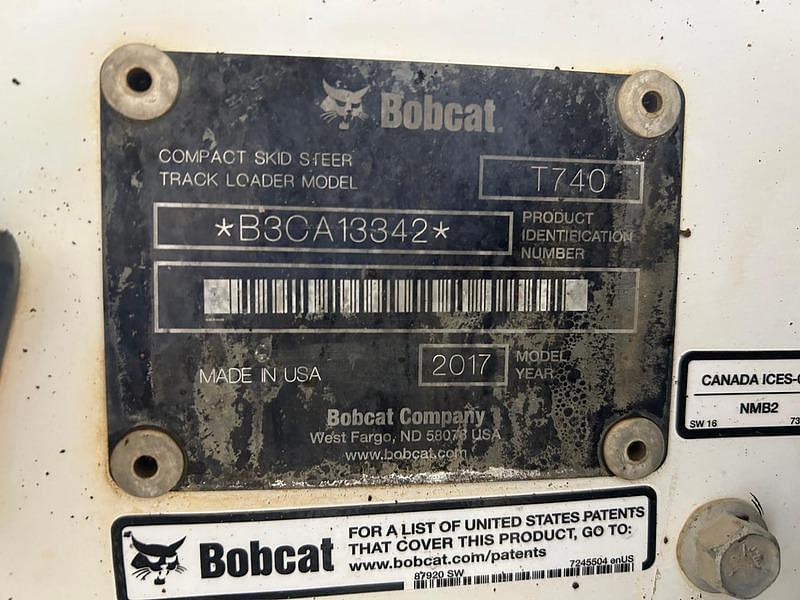 Bobcat
COMPACT SKID STEER
TRACK LOADER MODEL
T740
*B3CA13342*
PRODUCT
IDENTIFICATION
NUMBER
MADE IN USA
2017
MODEL
YEAR
Bobcat Company
West Fargo, ND 58078 USA
www.bobcat.com
CANADA ICES-0
NMB2
SW 16
73
Bobcat
FOR A LIST OF UNITED STATES PATENTS
THAT COVER THIS PRODUCT, GO TO:
www.bobcat.com/patents
87920 SW
7245504 enUS